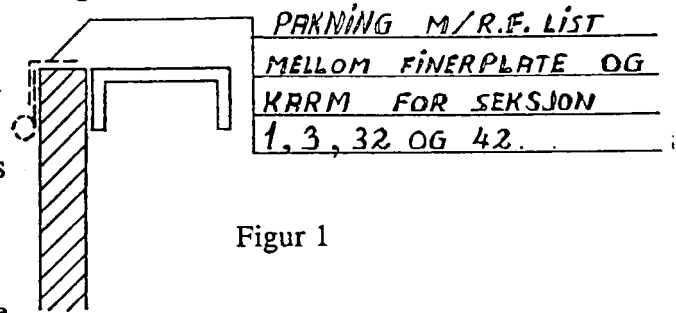 PAKNING M/R.F. LIST
MELLOM FINERPLATE OG
KARM FOR SEKSJON
1, 3, 32 OG 42.
Figur 1